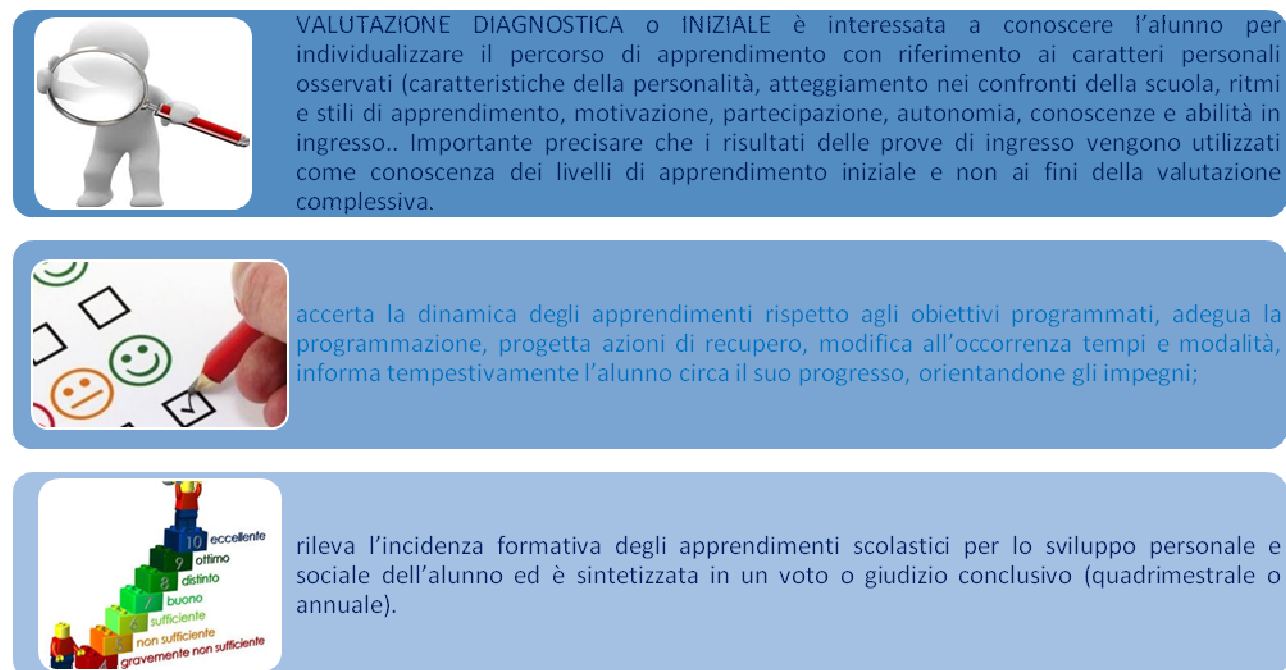 VALUTAZIONE DIAGNOSTICA o INIZIALE è interessata a conoscere l'alunno per
individualizzare il percorso di apprendimento con riferimento ai caratteri personali
osservati (caratteristiche della personalità, atteggiamento nei confronti della scuola, ritmi
e stili di apprendimento, motivazione, partecipazione, autonomia, conoscenze e abilità in
ingresso.. Importante precisare che i risultati delle prove di ingresso vengono utilizzati
come conoscenza dei livelli di apprendimento iniziale e non ai fini della valutazione
complessiva.
accerta la dinamica degli apprendimenti rispetto agli obiettivi programmati, adegua la
programmazione, progetta azioni di recupero, modifica all'occorrenza tempi e modalità,
informa tempestivamente l'alunno circa il suo progresso, orientandone gli impegni;
10 eccellente
9 ottimo
8 distinto
7 buono
6 sufficiente
5 non sufficiente
4 gravemente non sufficiente
rileva l'incidenza formativa degli apprendimenti scolastici per lo sviluppo personale e
sociale dell'alunno ed è sintetizzata in un voto o giudizio conclusivo (quadrimestrale o
annuale).